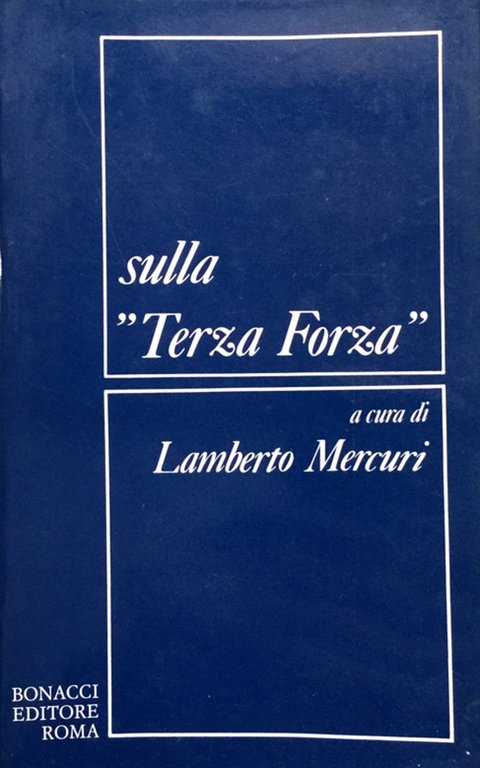 sulla
"Terza Forza"
a cura di
Lamberto Mercuri
BONACCI
EDITORE
ROMA